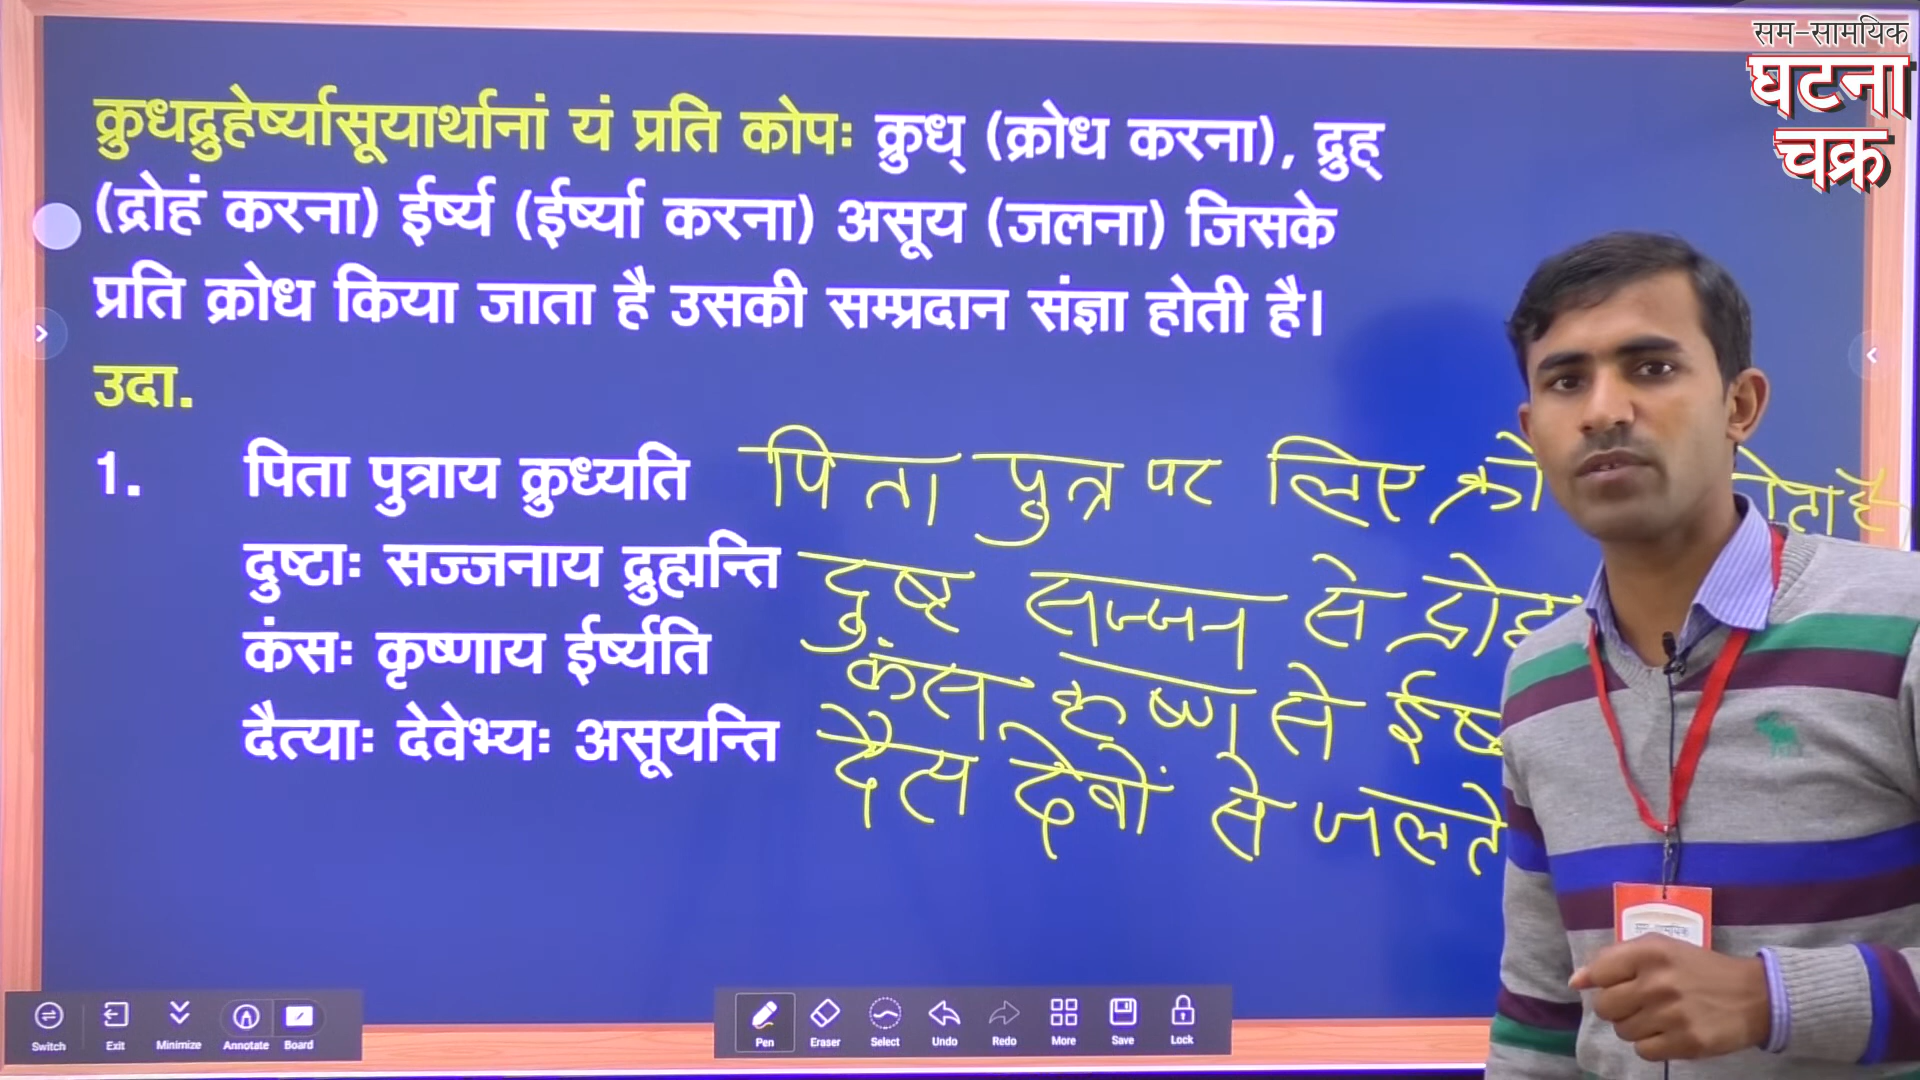 सम-सामयिक
घटना
चक्र
क्रुधद्रुहेर्ष्यासूयार्थानां यं प्रति कोपः क्रुध् (क्रोध करना), द्रुह्
(द्रोहं करना) ईर्ष्य (ईर्ष्या करना) असूय (जलना) जिसके
प्रति क्रोध किया जाता है उसकी सम्प्रदान संज्ञा होती है।
उदा.
1. पिता पुत्राय क्रुध्यति पिता पुत्र पर लिए क्रो
दुष्टाः सज्जनाय द्रुह्मन्ति दुष्ट सज्जन से द्रोह
कंसः कृष्णाय ईर्ष्यति कंस कृष्ण से ईर्ष
दैत्याः देवेभ्यः असूयन्ति दैत्य देवों से जलते
Switch Exit Minimize Annotate Board Pen Eraser Select Undo Redo More Save Lock